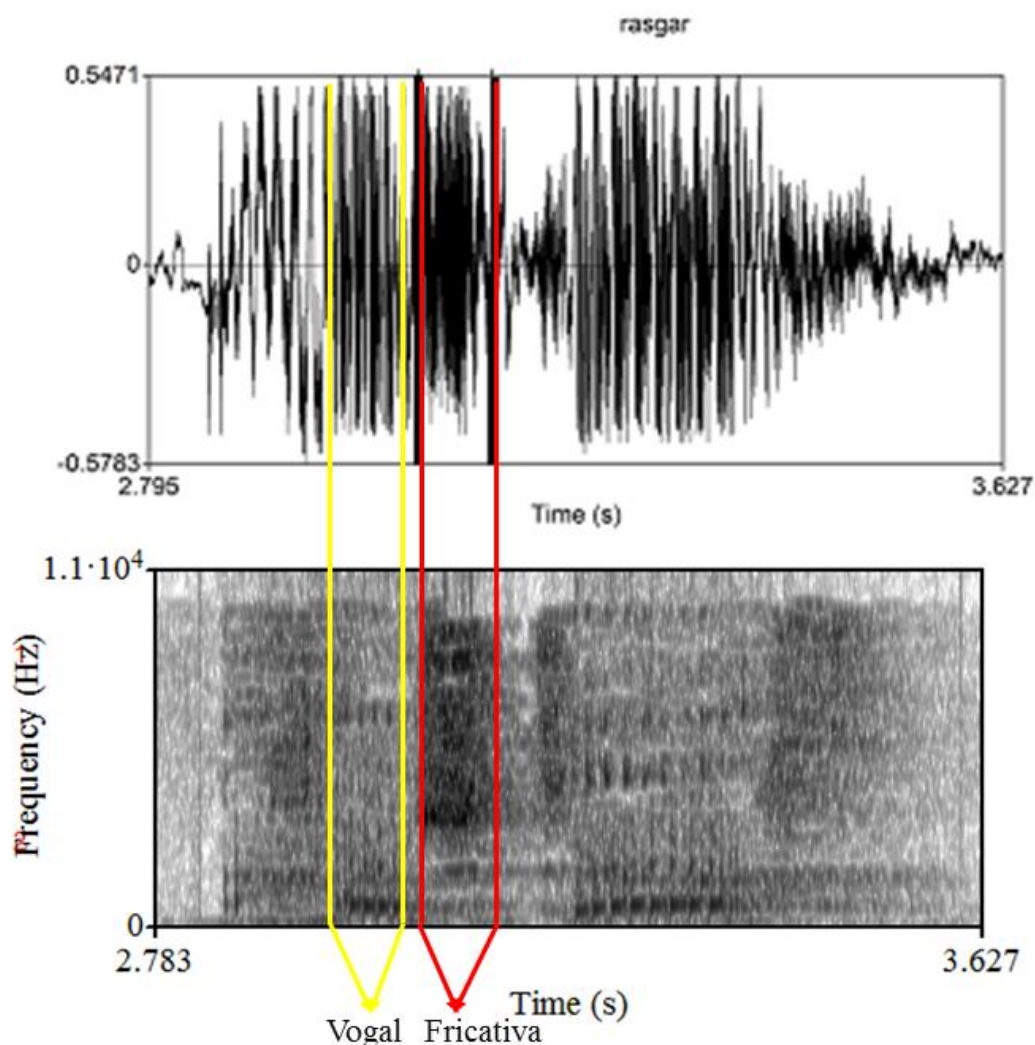 rasgar
0.5471
0
-0.5783
2.795
3.627
Time (s)
1.1·10⁴
Frequency (Hz)
0
2.783
3.627
Time (s)
Vogal
Fricativa